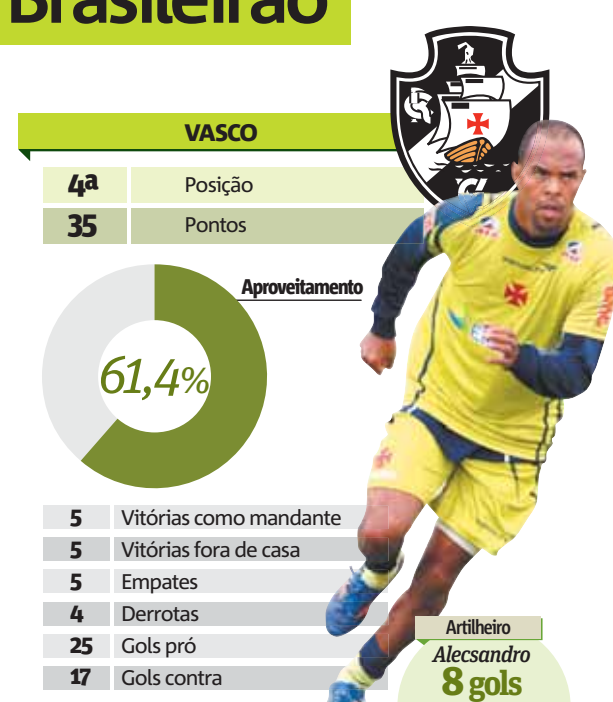 Brasileirão
VASCO
4ª Posição
35 Pontos
Aproveitamento
61,4%
5 Vitórias como mandante
5 Vitórias fora de casa
5 Empates
4 Derrotas
25 Gols pró
17 Gols contra
Artilheiro
Alecsandro
8 gols